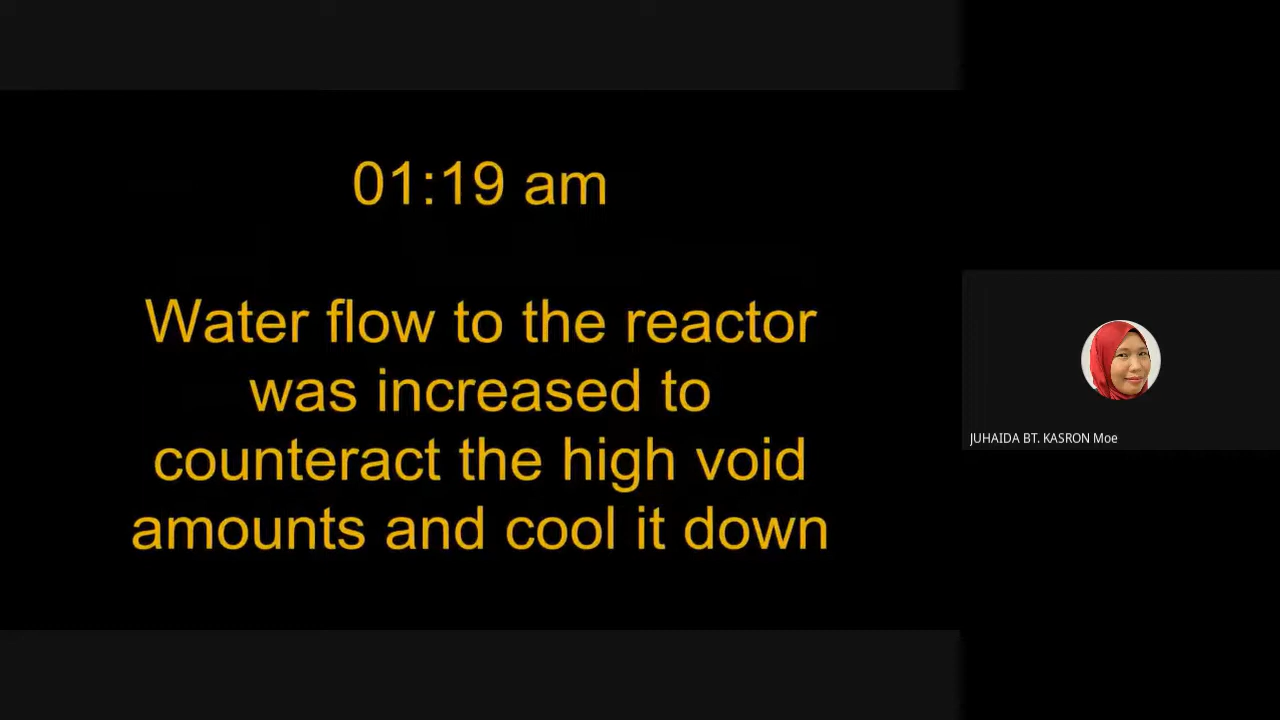 01:19 am
Water flow to the reactor
was increased to
counteract the high void
amounts and cool it down
JUHAIDA BT. KASRON Moe